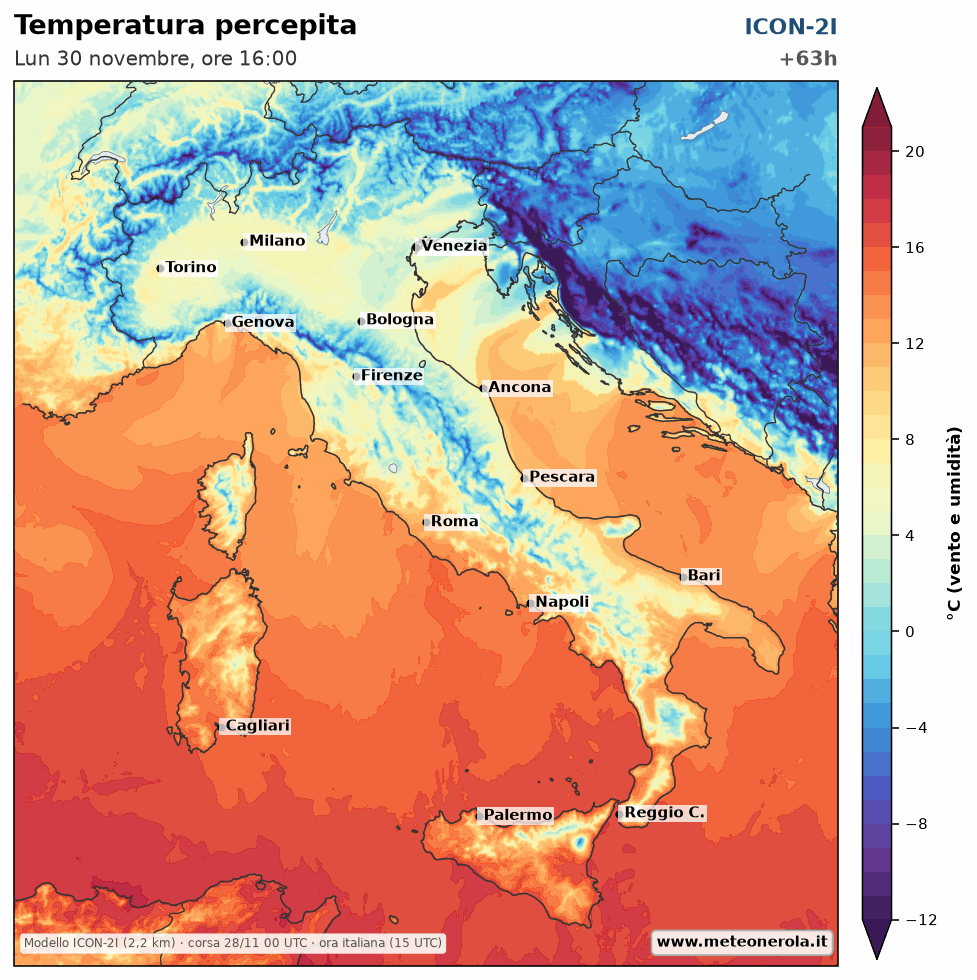 Temperatura percepita
ICON-2I
Lun 30 novembre, ore 16:00
+63h
Milano
Venezia
Torino
Genova
Bologna
Firenze
Ancona
Pescara
Roma
Bari
Napoli
Cagliari
Palermo
Reggio C.
20
16
12
8
4
0
−4
−8
−12
°C (vento e umidità)
Modello ICON-2I (2,2 km) · corsa 28/11 00 UTC · ora italiana (15 UTC)
www.meteonerola.it